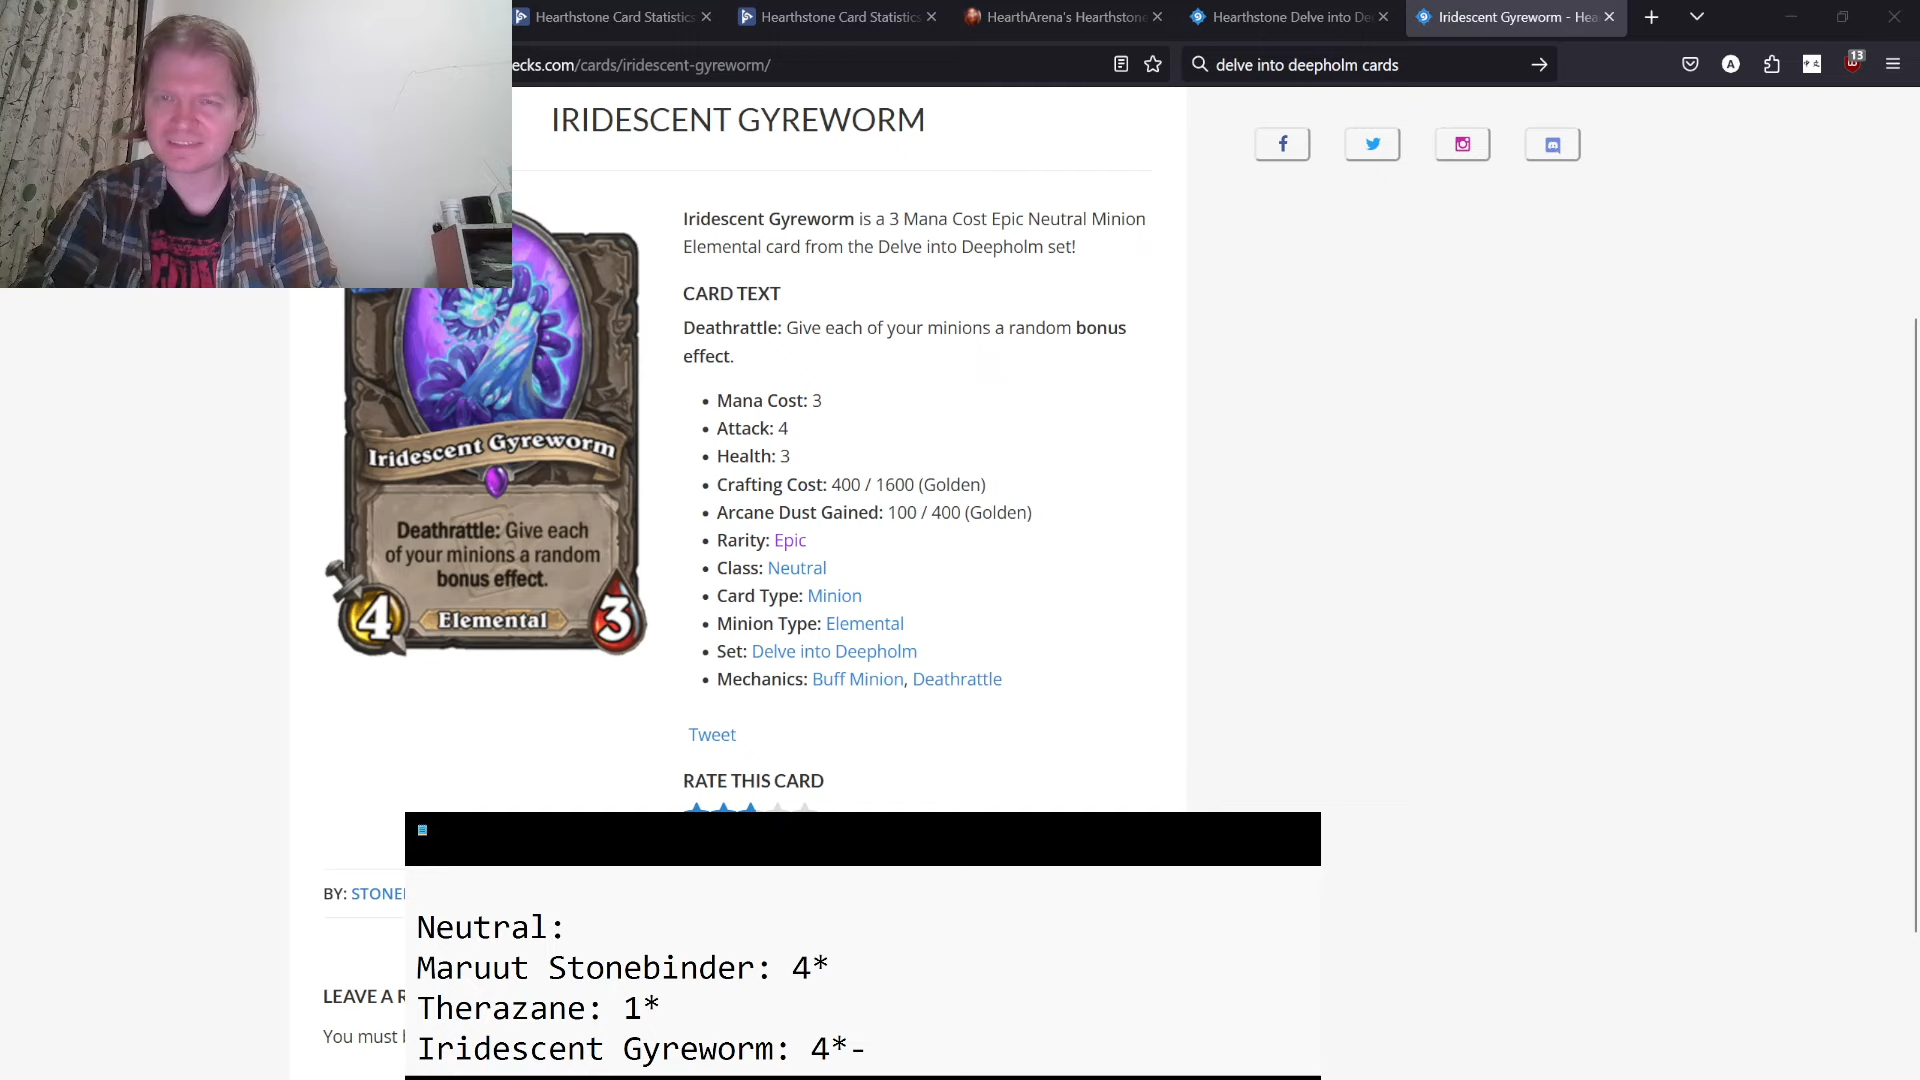 Hearthstone Card Statistics
Hearthstone Card Statistics
HearthArena's Hearthstone
Hearthstone Delve into De
Iridescent Gyreworm - Hea
ecks.com/cards/iridescent-gyreworm/
delve into deepholm cards
13
IRIDESCENT GYREWORM
Iridescent Gyreworm is a 3 Mana Cost Epic Neutral Minion
Elemental card from the Delve into Deepholm set!
CARD TEXT
Deathrattle: Give each of your minions a random bonus
effect.
Mana Cost: 3
Attack: 4
Health: 3
Crafting Cost: 400 / 1600 (Golden)
Arcane Dust Gained: 100 / 400 (Golden)
Rarity: Epic
Class: Neutral
Card Type: Minion
Minion Type: Elemental
Set: Delve into Deepholm
Mechanics: Buff Minion, Deathrattle
Iridescent Gyreworm
Deathrattle: Give each
of your minions a random
bonus effect.
4
Elemental
3
Tweet
RATE THIS CARD
BY: STONE
LEAVE A R
You must
Neutral:
Maruut Stonebinder: 4*
Therazane: 1*
Iridescent Gyreworm: 4*-